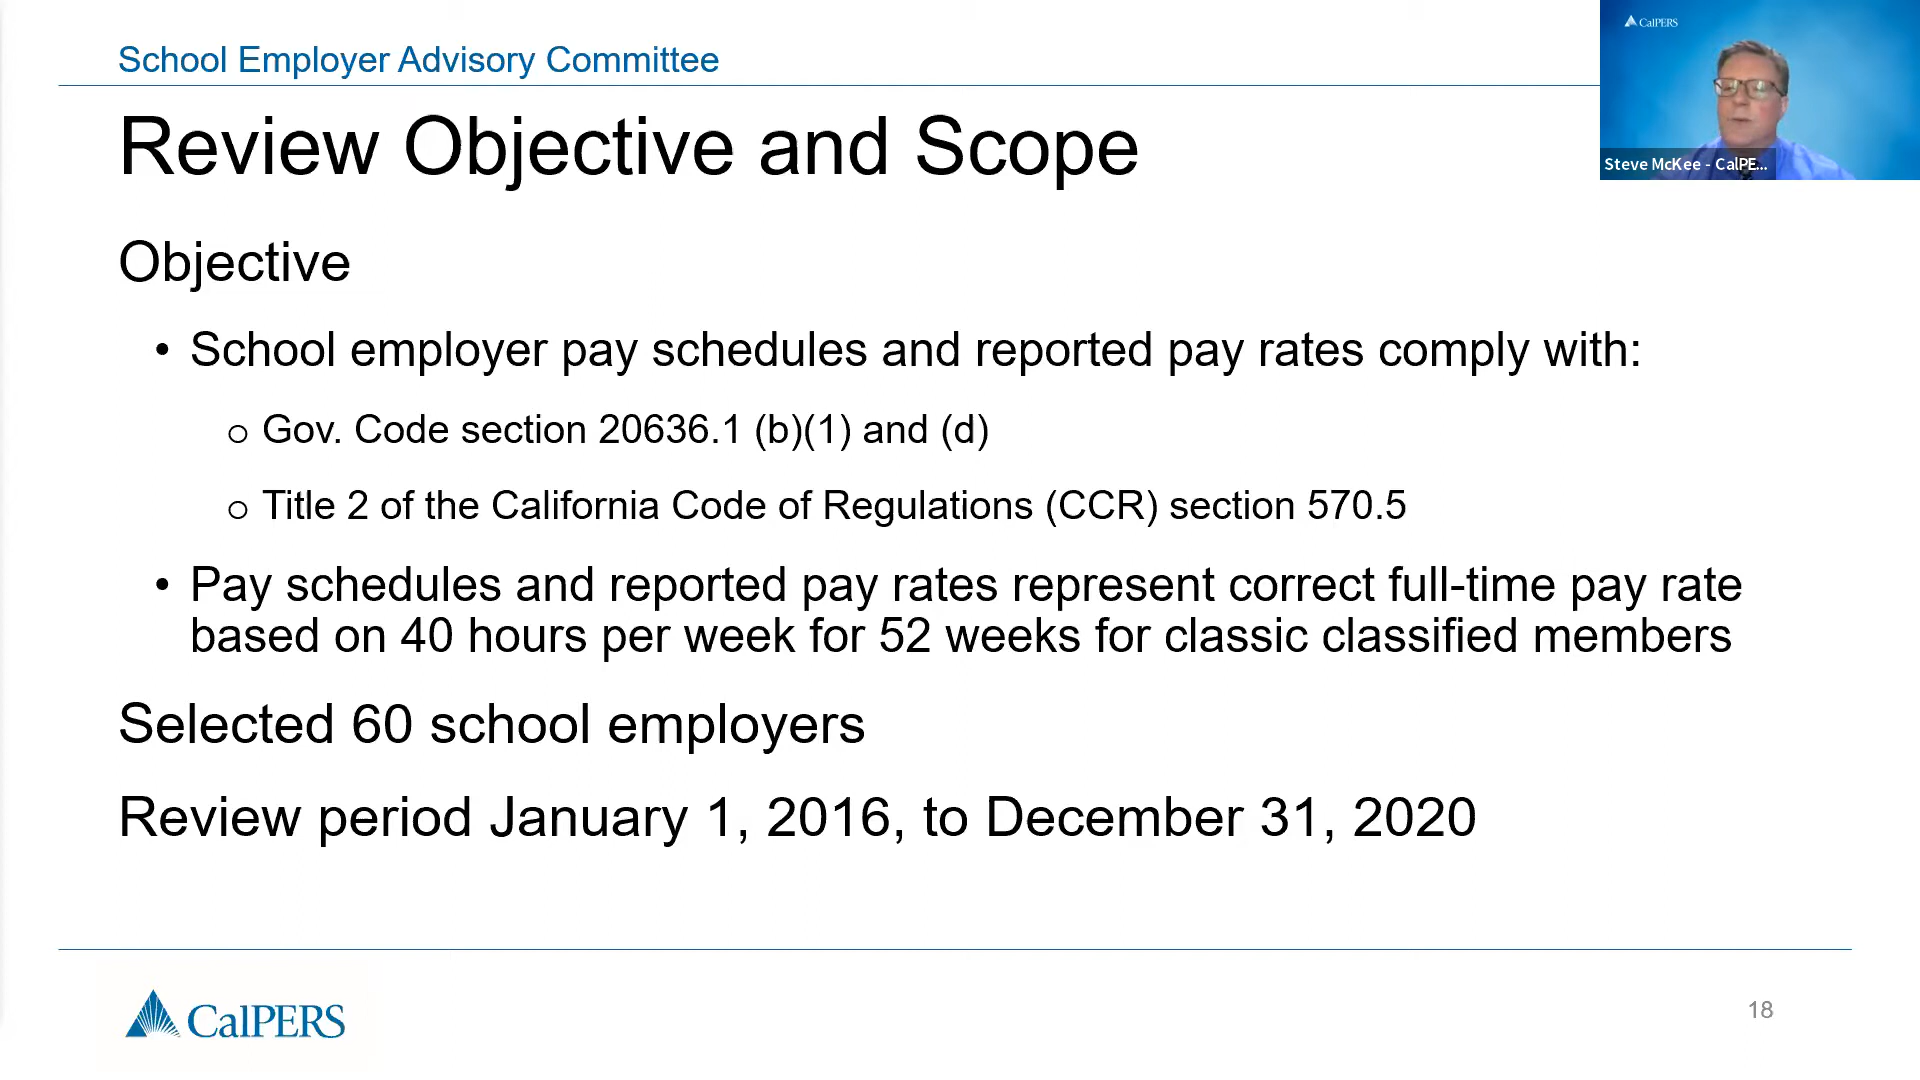 School Employer Advisory Committee
CalPERS
Steve McKee - CalPE...
Review Objective and Scope
Objective
• School employer pay schedules and reported pay rates comply with:
o Gov. Code section 20636.1 (b)(1) and (d)
o Title 2 of the California Code of Regulations (CCR) section 570.5
• Pay schedules and reported pay rates represent correct full-time pay rate
based on 40 hours per week for 52 weeks for classic classified members
Selected 60 school employers
Review period January 1, 2016, to December 31, 2020
CalPERS
18